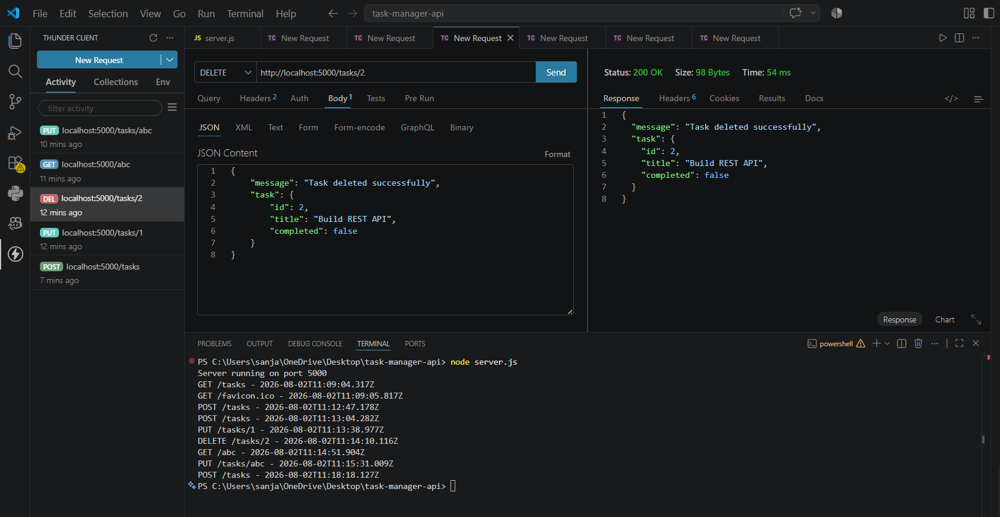 File Edit Selection View Go Run Terminal Help
task-manager-api
THUNDER CLIENT
New Request
Activity Collections Env
filter activity
PUT localhost:5000/tasks/abc
10 mins ago
GET localhost:5000/abc
11 mins ago
DEL localhost:5000/tasks/2
12 mins ago
PUT localhost:5000/tasks/1
12 mins ago
POST localhost:5000/tasks
7 mins ago
JS server.js
TC New Request
TC New Request
TC New Request
TC New Request
TC New Request
TC New Request
DELETE http://localhost:5000/tasks/2 Send
Query Headers 2 Auth Body 1 Tests Pre Run
JSON XML Text Form Form-encode GraphQL Binary
JSON Content Format
1 {
2 "message": "Task deleted successfully",
3 "task": {
4 "id": 2,
5 "title": "Build REST API",
6 "completed": false
7 }
8 }
Status: 200 OK Size: 98 Bytes Time: 54 ms
Response Headers 6 Cookies Results Docs </>
1 {
2 "message": "Task deleted successfully",
3 "task": {
4 "id": 2,
5 "title": "Build REST API",
6 "completed": false
7 }
8 }
Response Chart
PROBLEMS OUTPUT DEBUG CONSOLE TERMINAL PORTS
powershell
PS C:\Users\sanja\OneDrive\Desktop\task-manager-api> node server.js
Server running on port 5000
GET /tasks - 2026-08-02T11:09:04.317Z
GET /favicon.ico - 2026-08-02T11:09:05.817Z
POST /tasks - 2026-08-02T11:12:47.178Z
POST /tasks - 2026-08-02T11:13:04.282Z
PUT /tasks/1 - 2026-08-02T11:13:38.977Z
DELETE /tasks/2 - 2026-08-02T11:14:10.116Z
GET /abc - 2026-08-02T11:14:51.904Z
PUT /tasks/abc - 2026-08-02T11:15:31.009Z
POST /tasks - 2026-08-02T11:18:18.127Z
PS C:\Users\sanja\OneDrive\Desktop\task-manager-api>